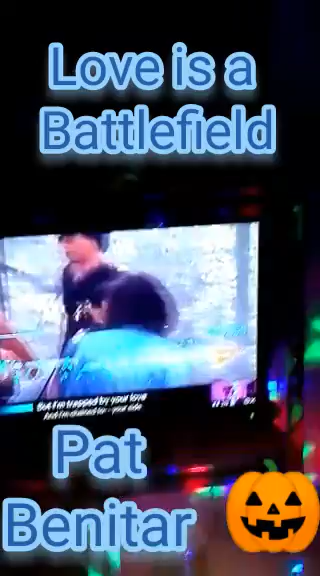 Love is a
Battlefield
But I'm trapped by your love
And I'm chained to your side
Pat
Benitar